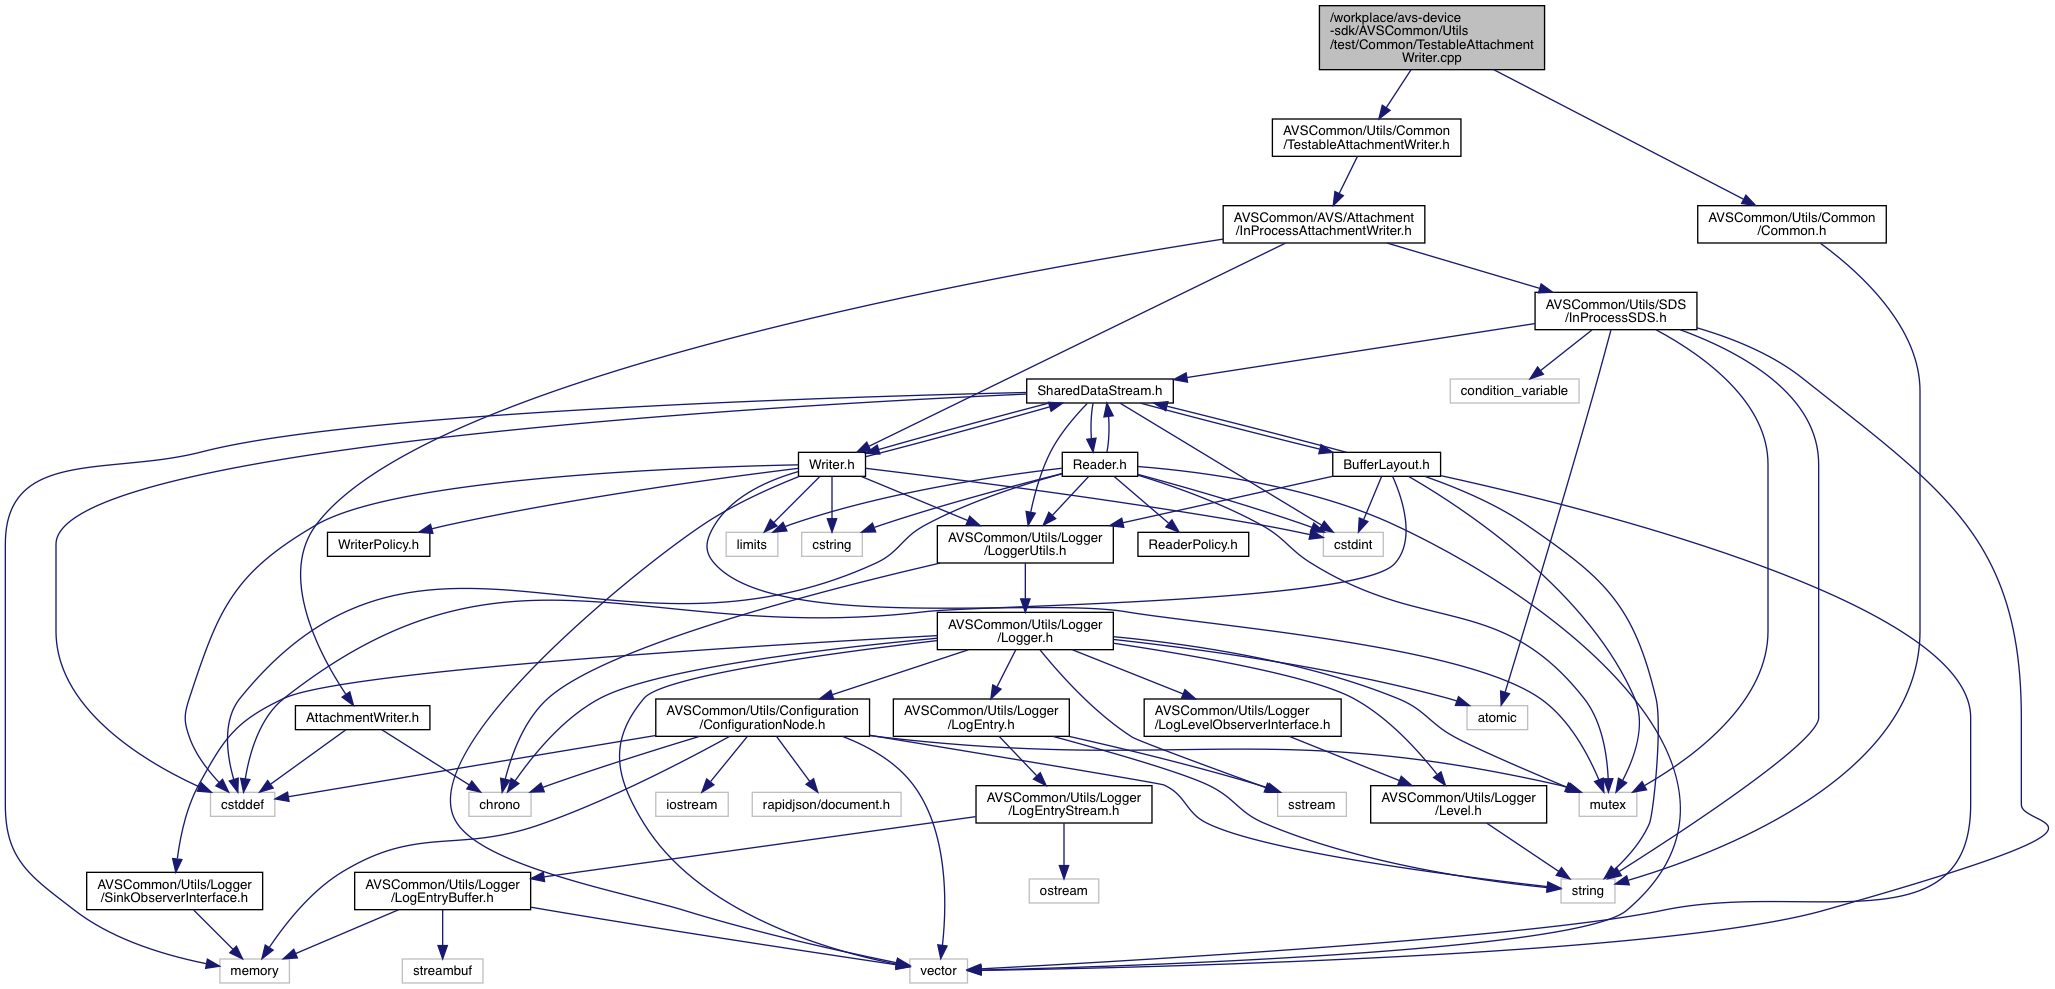 /workplace/avs-device
-sdk/AVSCommon/Utils
/test/Common/TestableAttachment
Writer.cpp
AVSCommon/Utils/Common
/TestableAttachmentWriter.h
AVSCommon/AVS/Attachment
/InProcessAttachmentWriter.h
AVSCommon/Utils/Common
/Common.h
AVSCommon/Utils/SDS
/InProcessSDS.h
SharedDataStream.h
condition_variable
Writer.h
Reader.h
BufferLayout.h
WriterPolicy.h
limits
cstring
AVSCommon/Utils/Logger
/LoggerUtils.h
ReaderPolicy.h
cstdint
AVSCommon/Utils/Logger
/Logger.h
AttachmentWriter.h
AVSCommon/Utils/Configuration
/ConfigurationNode.h
AVSCommon/Utils/Logger
/LogEntry.h
AVSCommon/Utils/Logger
/LogLevelObserverInterface.h
atomic
cstddef
chrono
iostream
rapidjson/document.h
AVSCommon/Utils/Logger
/LogEntryStream.h
sstream
AVSCommon/Utils/Logger
/Level.h
mutex
AVSCommon/Utils/Logger
/SinkObserverInterface.h
AVSCommon/Utils/Logger
/LogEntryBuffer.h
ostream
string
memory
streambuf
vector